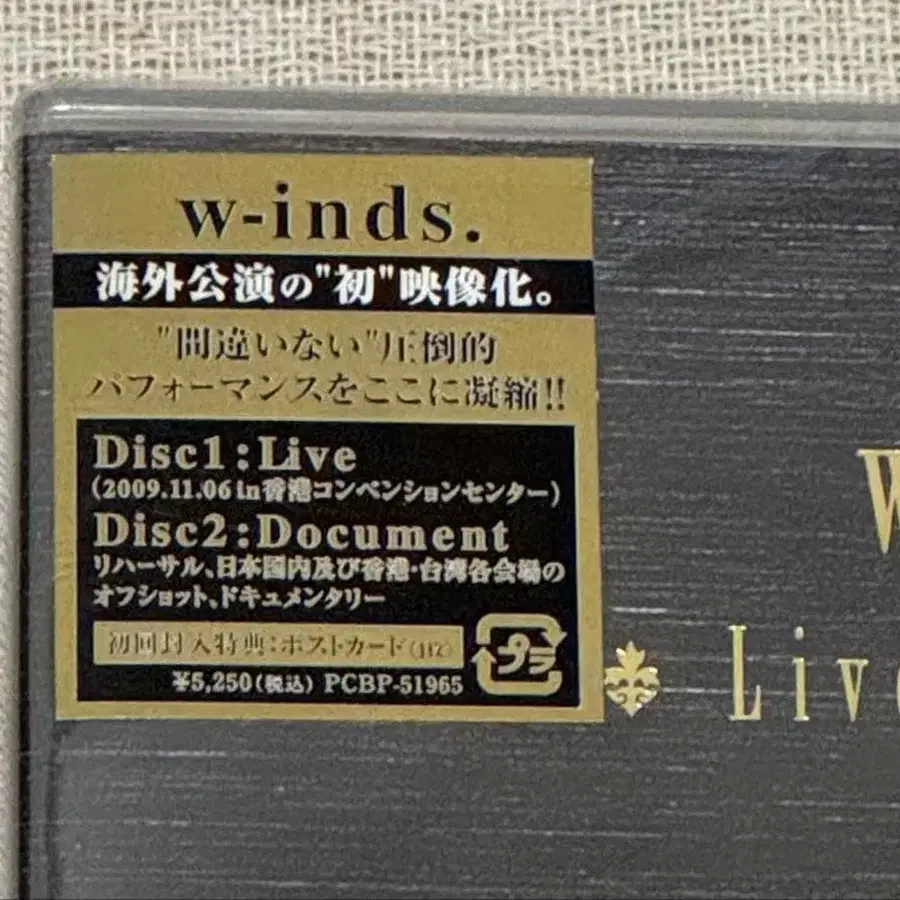 w-inds.
海外公演の"初"映像化。
"間違いない"圧倒的
パフォーマンスをここに凝縮!!
Disc1:Live
(2009.11.06 in 香港コンベンションセンター)
Disc2:Document
リハーサル、日本国内及び香港・台湾各会場の
オフショット、ドキュメンタリー
初回封入特典:ポストカード
¥5,250(税込) PCBP-51965
プラ
W
Live